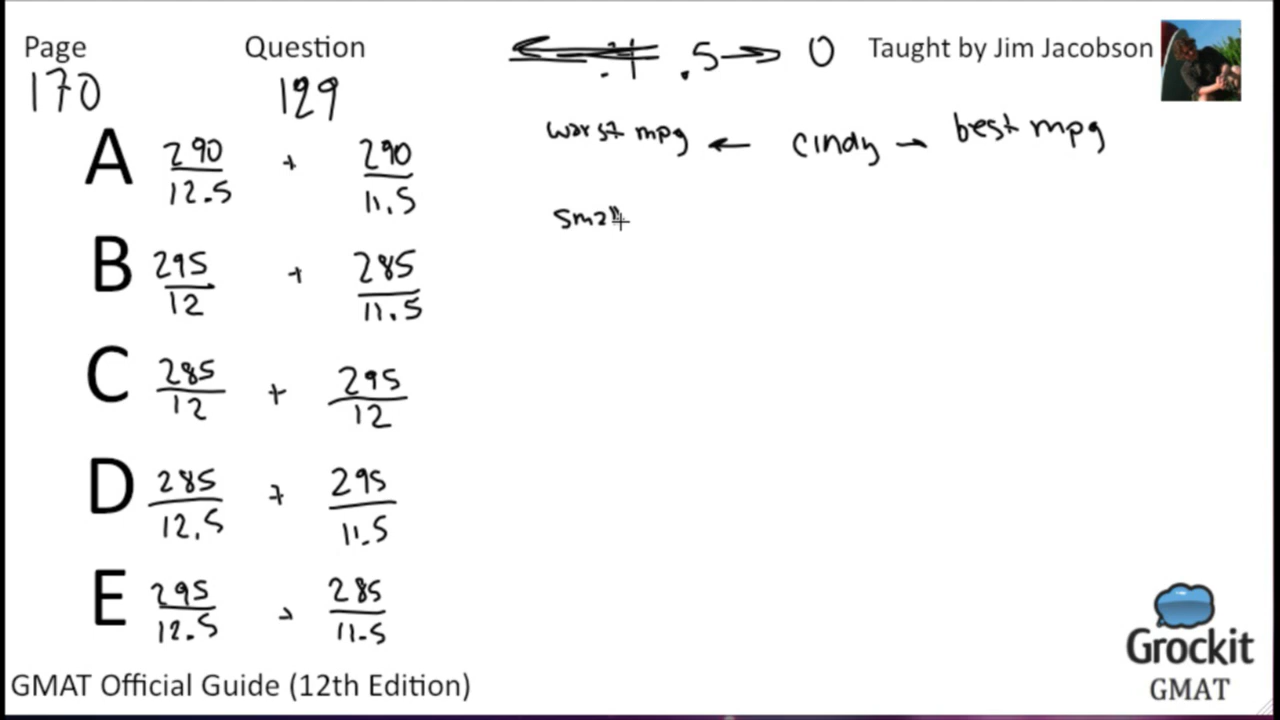 Page Question .4 .5 → 0 Taught by Jim Jacobson
170 129
worst mpg ← cindy → best mpg
A 290/12.5 + 290/11.5
small
B 295/12 + 285/11.5
C 285/12 + 295/12
D 285/12.5 + 295/11.5
E 295/12.5 , 285/11.5
Grockit
GMAT
GMAT Official Guide (12th Edition)